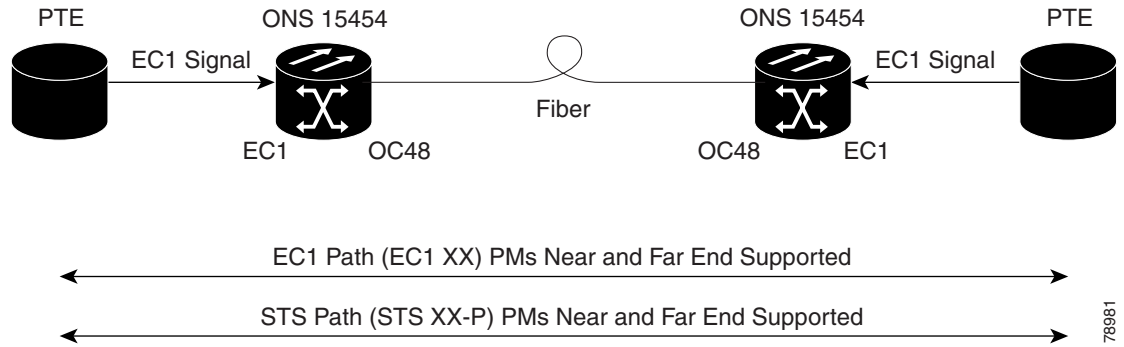 PTE
ONS 15454
ONS 15454
PTE
EC1 Signal
EC1 Signal
Fiber
EC1
OC48
OC48
EC1
EC1 Path (EC1 XX) PMs Near and Far End Supported
STS Path (STS XX-P) PMs Near and Far End Supported
78981